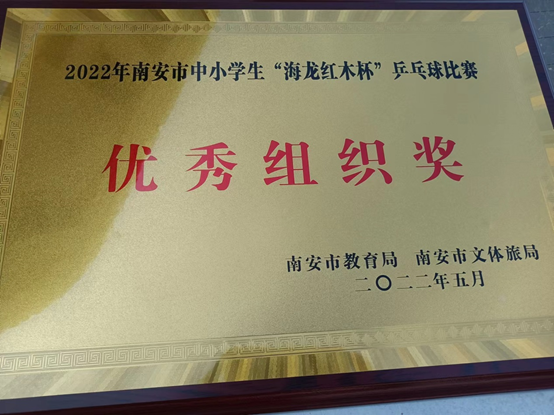 2022年南安市中小学生“海龙红木杯”乒乓球比赛
优秀组织奖
南安市教育局 南安市文体旅局
二〇二二年五月